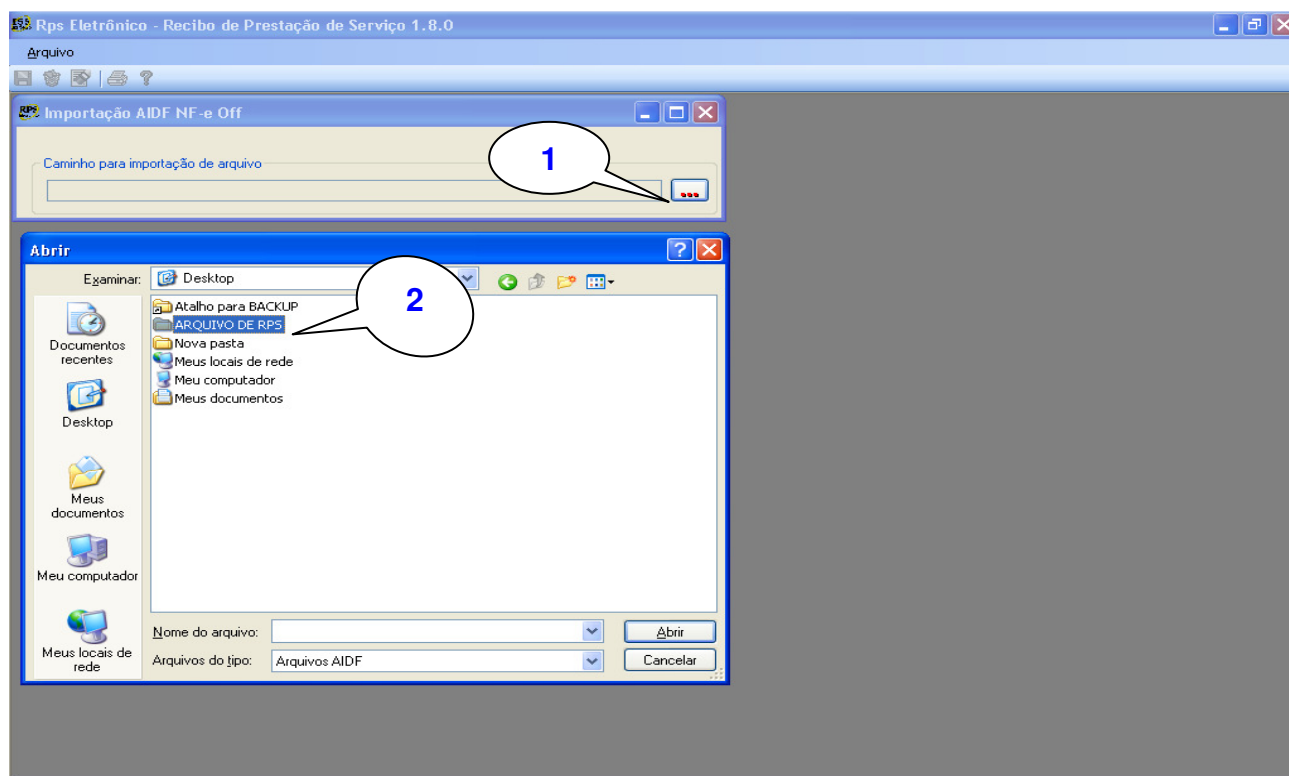 Rps Eletrônico - Recibo de Prestação de Serviço 1.8.0
Arquivo
Importação AIDF NF-e Off
Caminho para importação de arquivo
1
...
Abrir
Examinar:
Desktop
2
Atalho para BACKUP
ARQUIVO DE RPS
Nova pasta
Meus locais de rede
Meu computador
Meus documentos
Documentos
recentes
Desktop
Meus
documentos
Meu computador
Meus locais de
rede
Nome do arquivo:
Abrir
Arquivos do tipo:
Arquivos AIDF
Cancelar